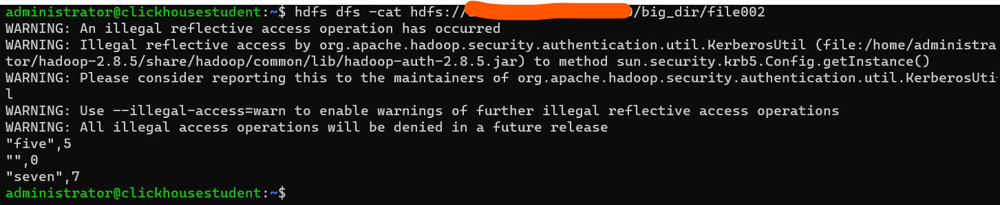 administrator@clickhousestudent:~$ hdfs dfs -cat hdfs:// /big_dir/file002
WARNING: An illegal reflective access operation has occurred
WARNING: Illegal reflective access by org.apache.hadoop.security.authentication.util.KerberosUtil (file:/home/administra
tor/hadoop-2.8.5/share/hadoop/common/lib/hadoop-auth-2.8.5.jar) to method sun.security.krb5.Config.getInstance()
WARNING: Please consider reporting this to the maintainers of org.apache.hadoop.security.authentication.util.KerberosUti
l
WARNING: Use --illegal-access=warn to enable warnings of further illegal reflective access operations
WARNING: All illegal access operations will be denied in a future release
"five",5
"",0
"seven",7
administrator@clickhousestudent:~$